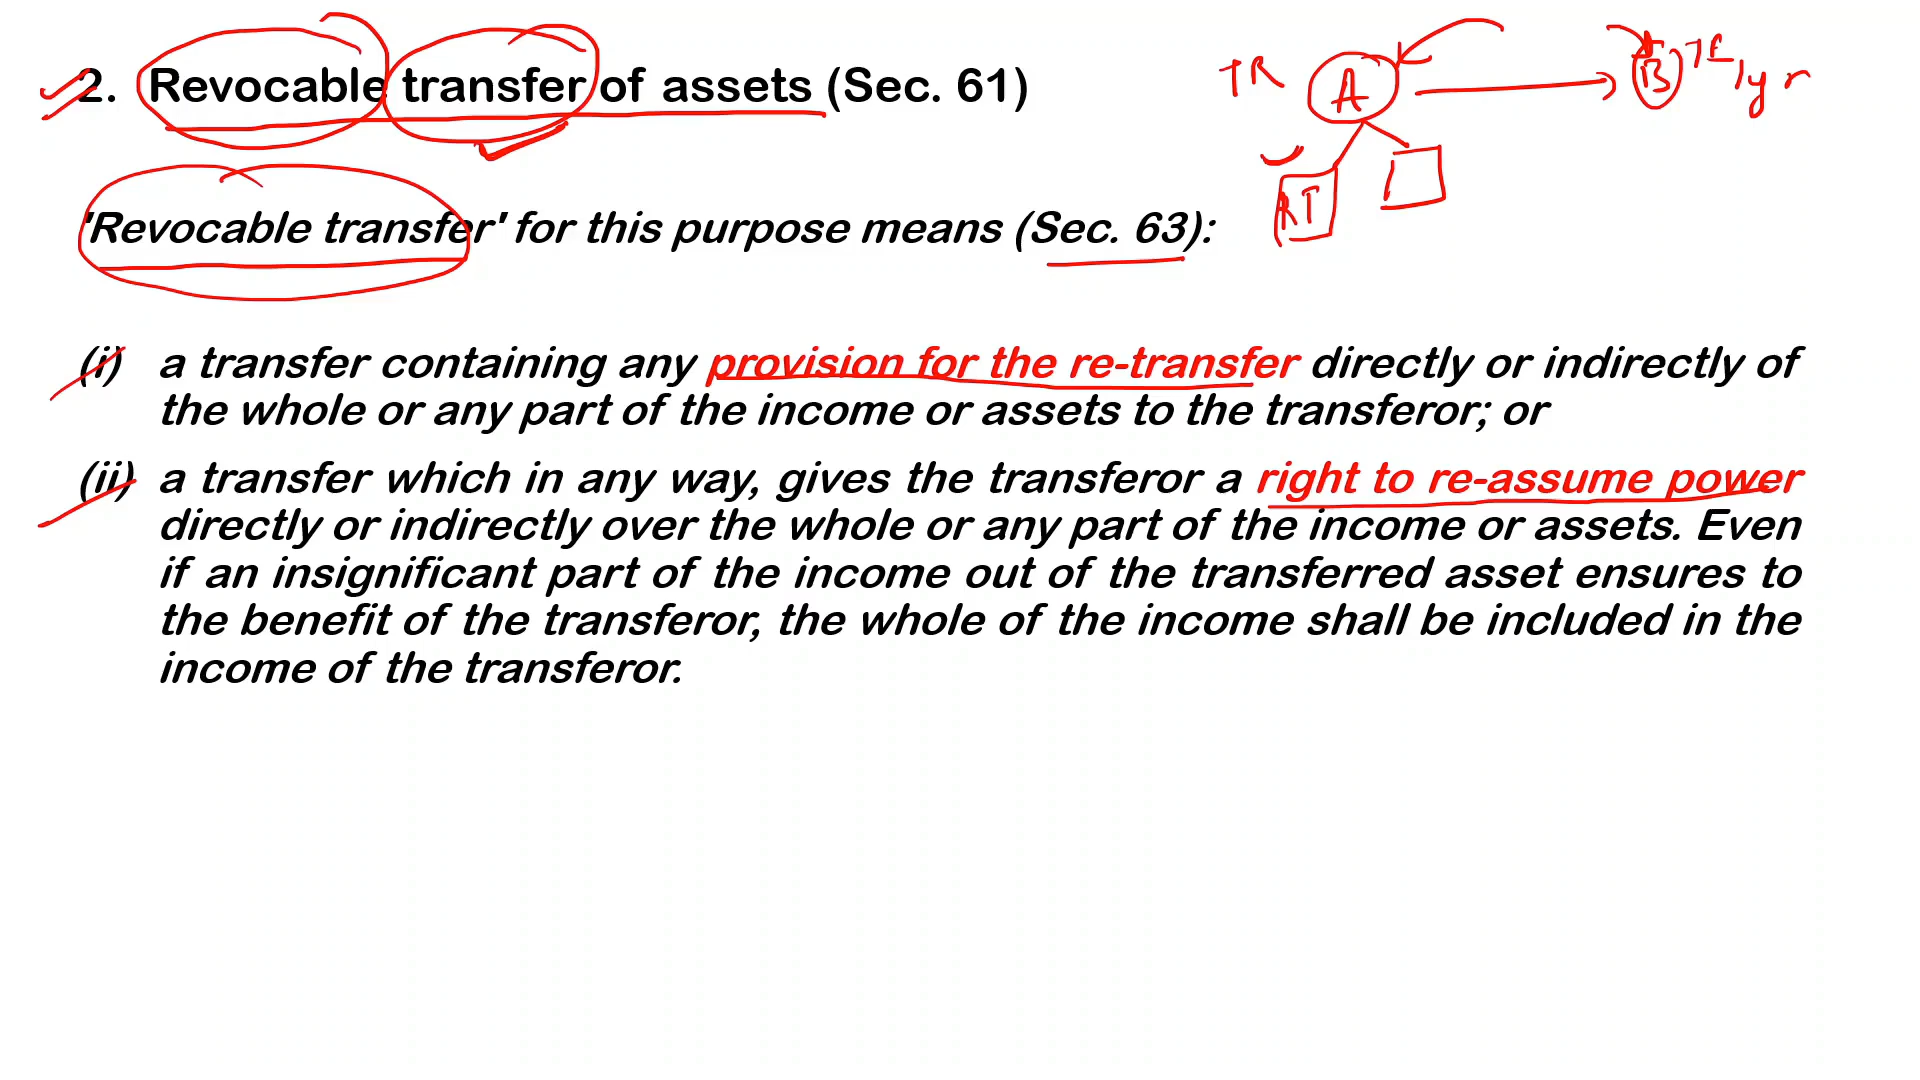 2. Revocable transfer of assets (Sec. 61)
TR A B TE 1yr
RT
'Revocable transfer' for this purpose means (Sec. 63):
(i) a transfer containing any provision for the re-transfer directly or indirectly of
the whole or any part of the income or assets to the transferor; or
(ii) a transfer which in any way, gives the transferor a right to re-assume power
directly or indirectly over the whole or any part of the income or assets. Even
if an insignificant part of the income out of the transferred asset ensures to
the benefit of the transferor, the whole of the income shall be included in the
income of the transferor.